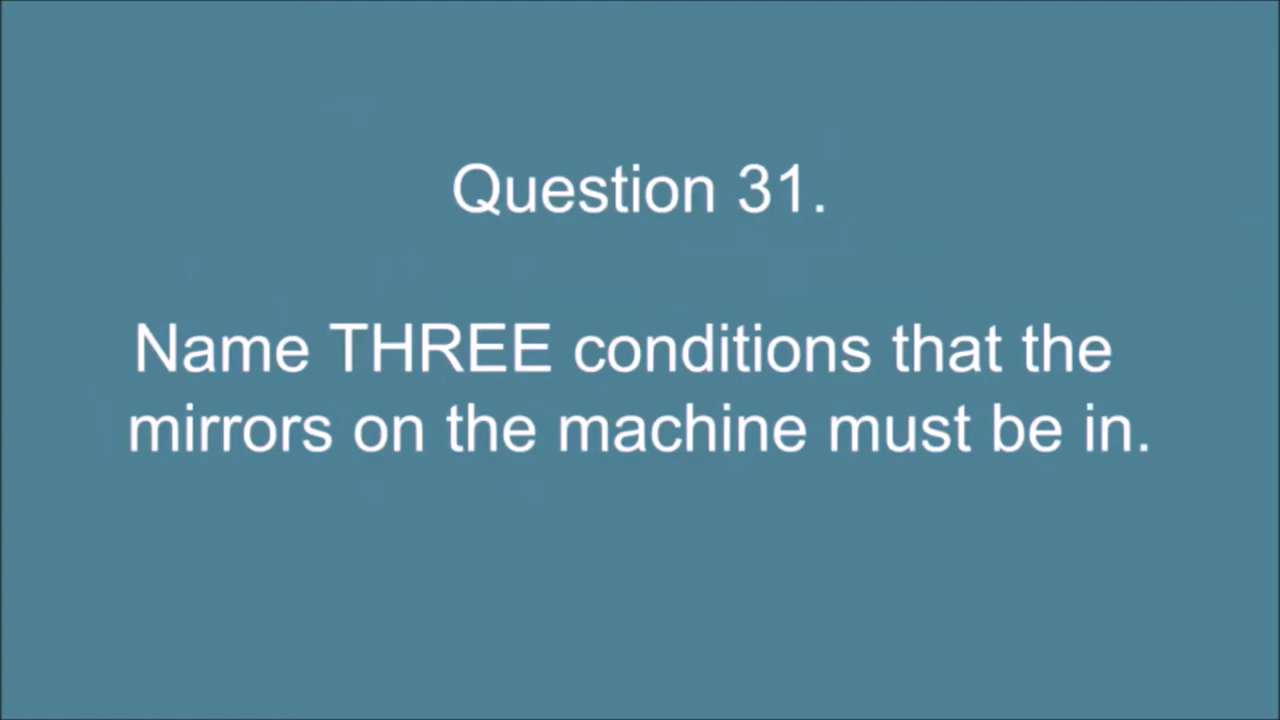 Question 31.
Name THREE conditions that the
mirrors on the machine must be in.